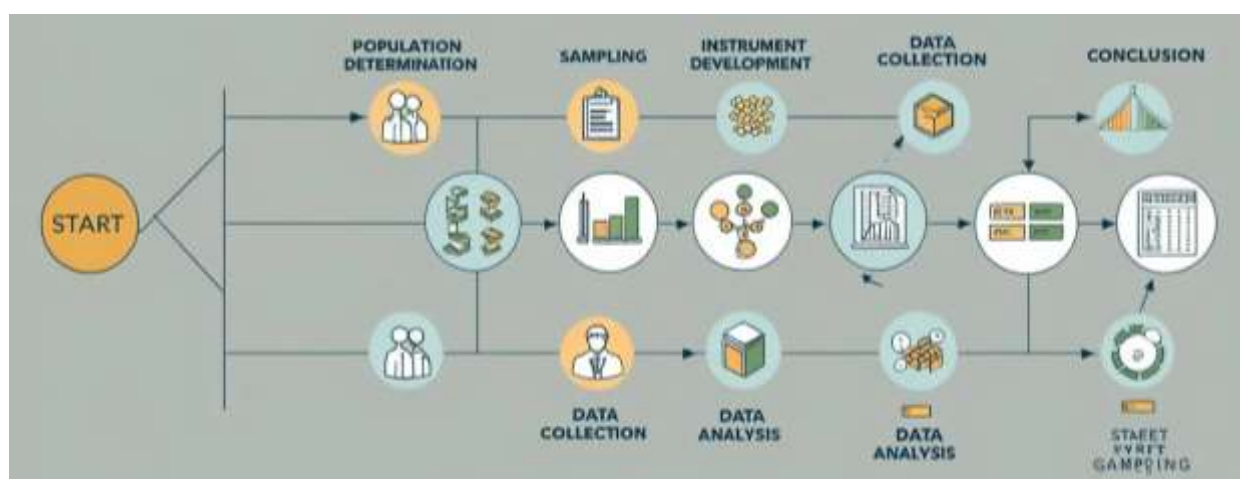 POPULATION
DETERMINATION
SAMPLING
INSTRUMENT
DEVELOPMENT
DATA
COLLECTION
CONCLUSION
START
DATA
COLLECTION
DATA
ANALYSIS
DATA
ANALYSIS